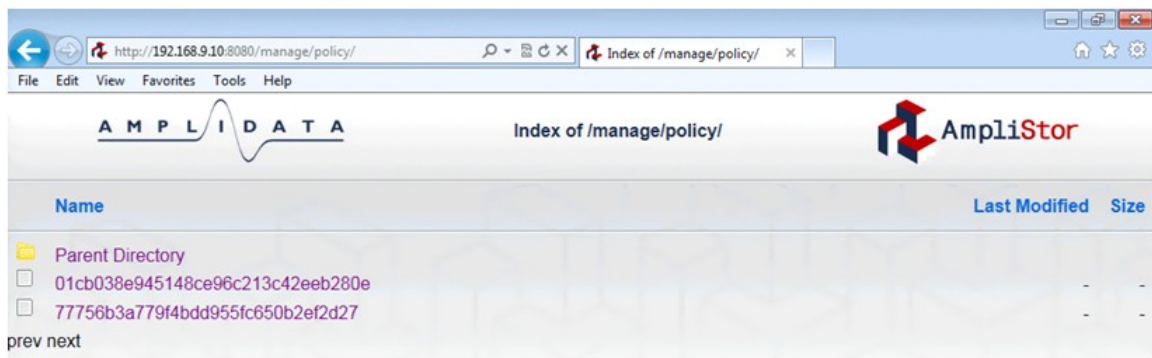 http://192.168.9.10:8080/manage/policy/
Index of /manage/policy/
File Edit View Favorites Tools Help
AMPLIDATA
Index of /manage/policy/
AmpliStor
Name Last Modified Size
Parent Directory
01cb038e945148ce96c213c42eeb280e - -
77756b3a779f4bdd955fc650b2ef2d27 - -
prev next